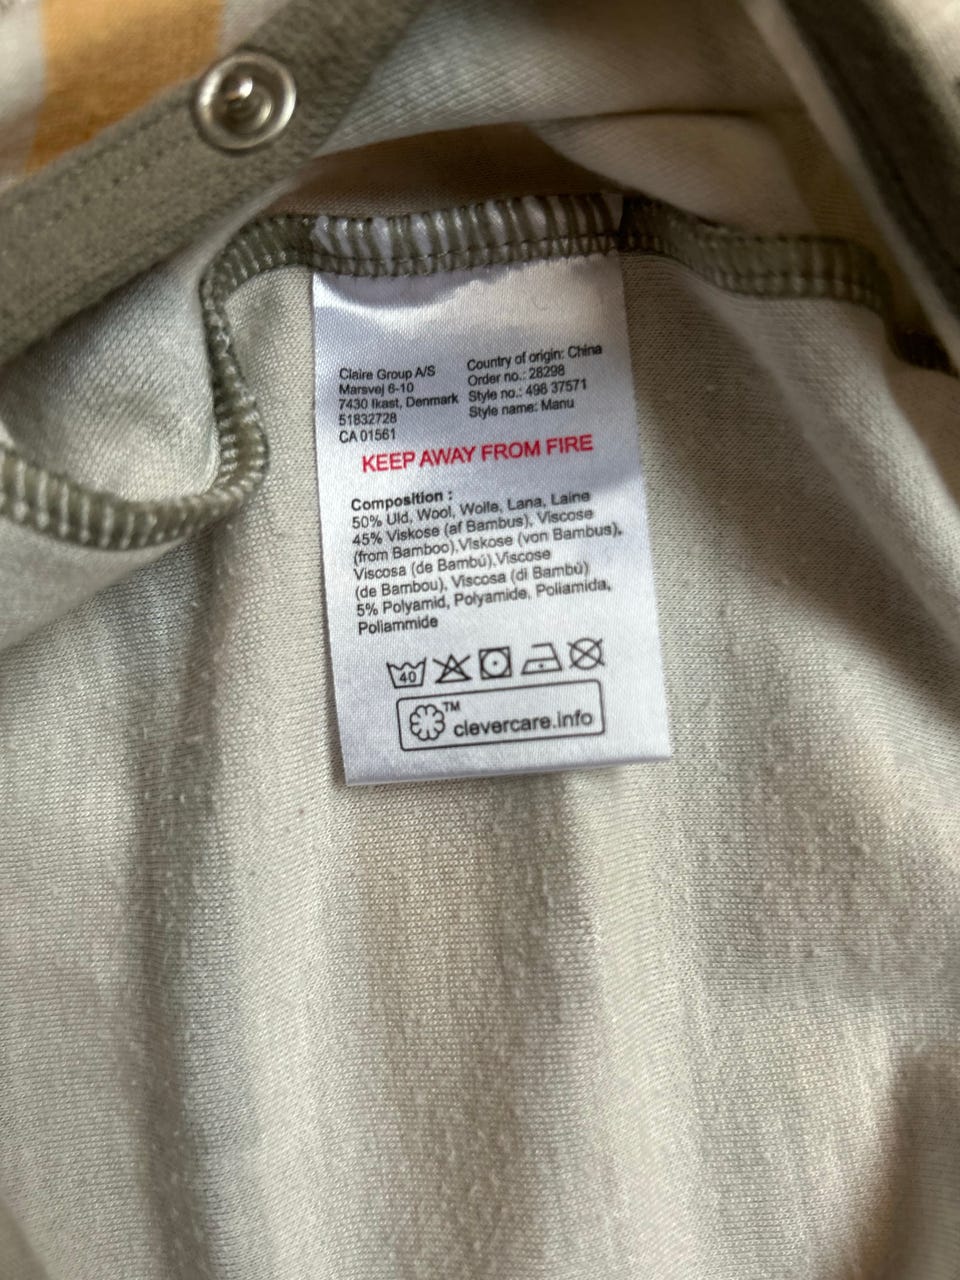 Claire Group A/S
Marsvej 6-10
7430 Ikast, Denmark
51832728
CA 01561
Country of origin: China
Order no.: 28298
Style no.: 498 37571
Style name: Manu
KEEP AWAY FROM FIRE
Composition :
50% Uld, Wool, Wolle, Lana, Laine
45% Viskose (af Bambus), Viscose
(from Bamboo),Viskose (von Bambus),
Viscosa (de Bambú),Viscose
(de Bambou), Viscosa (di Bambù)
5% Polyamid, Polyamide, Poliamida,
Poliammide
40
TM
clevercare.info